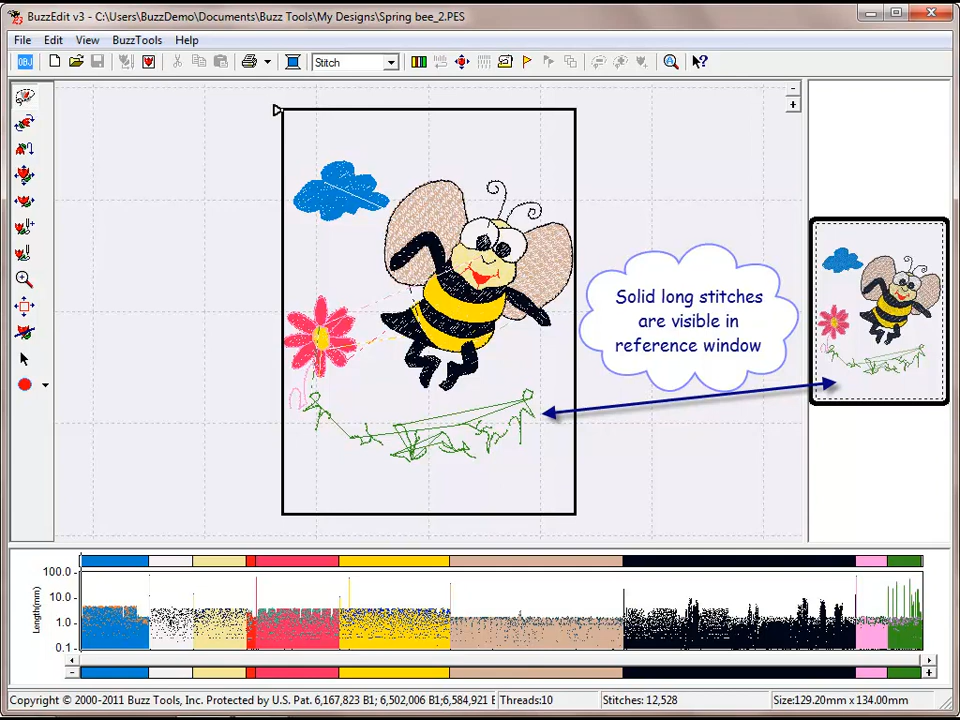 BuzzEdit v3 - C:\Users\BuzzDemo\Documents\Buzz Tools\My Designs\Spring bee_2.PES
File Edit View BuzzTools Help
OBJ
Stitch
Solid long stitches
are visible in
reference window
100.0
10.0
1.0
0.1
Length(mm)
Copyright © 2000-2011 Buzz Tools, Inc. Protected by U.S. Pat. 6,167,823 B1; 6,502,006 B1;6,584,921 E
Threads:10
Stitches: 12,528
Size:129.20mm x 134.00mm